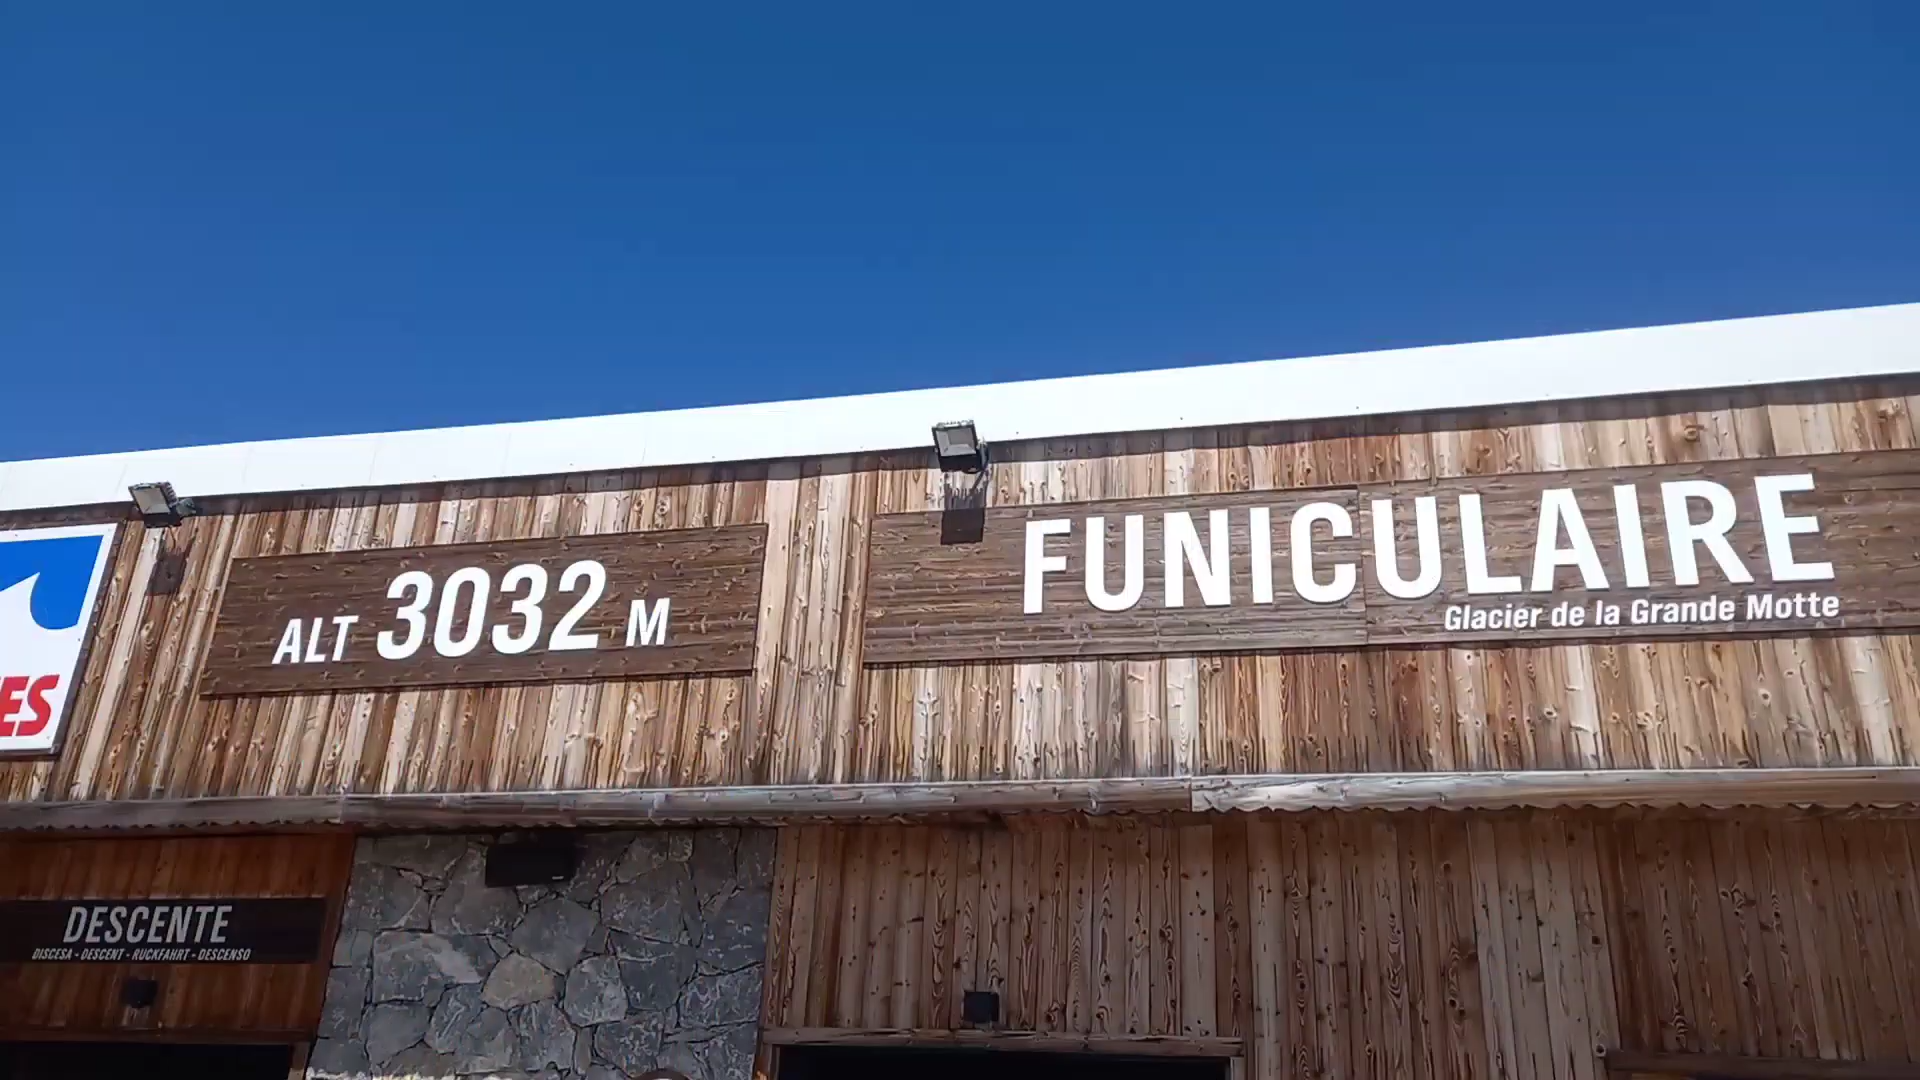 ES
ALT 3032 M
FUNICULAIRE
Glacier de la Grande Motte
DESCENTE
DISCESA - DESCENT - RUCKFAHRT - DESCENSO